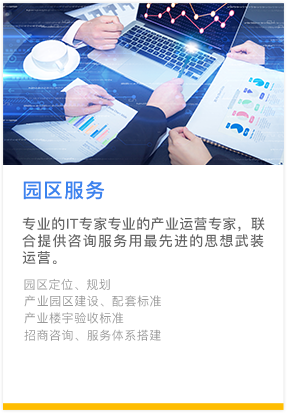 园区服务
专业的IT专家专业的产业运营专家，联
合提供咨询服务用最先进的思想武装
运营。
园区定位、规划
产业园区建设、配套标准
产业楼宇验收标准
招商咨询、服务体系搭建